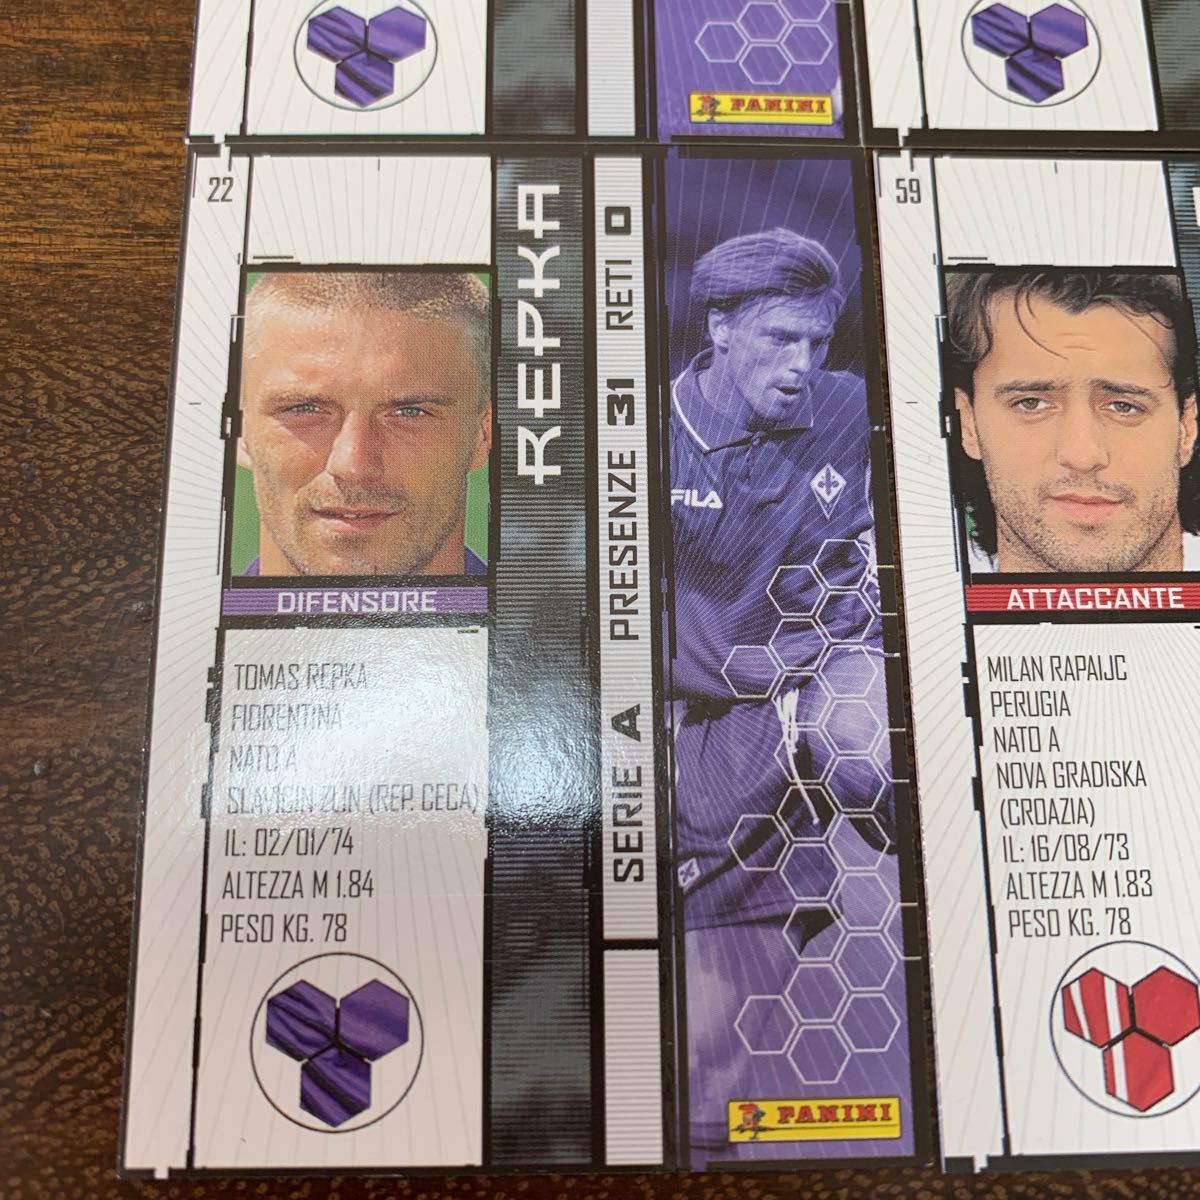 PANINI
22
REPKA
SERIE A PRESENZE 31 RETI 0
FILA
DIFENSORE
TOMAS REPKA
FIORENTINA
NATO A
SLAVICIN ZLIN (REP. CECA)
IL: 02/01/74
ALTEZZA M 1.84
PESO KG. 78
PANINI
59
ATTACCANTE
MILAN RAPAIJC
PERUGIA
NATO A
NOVA GRADISKA
(CROAZIA)
IL: 16/08/73
ALTEZZA M 1.83
PESO KG. 78